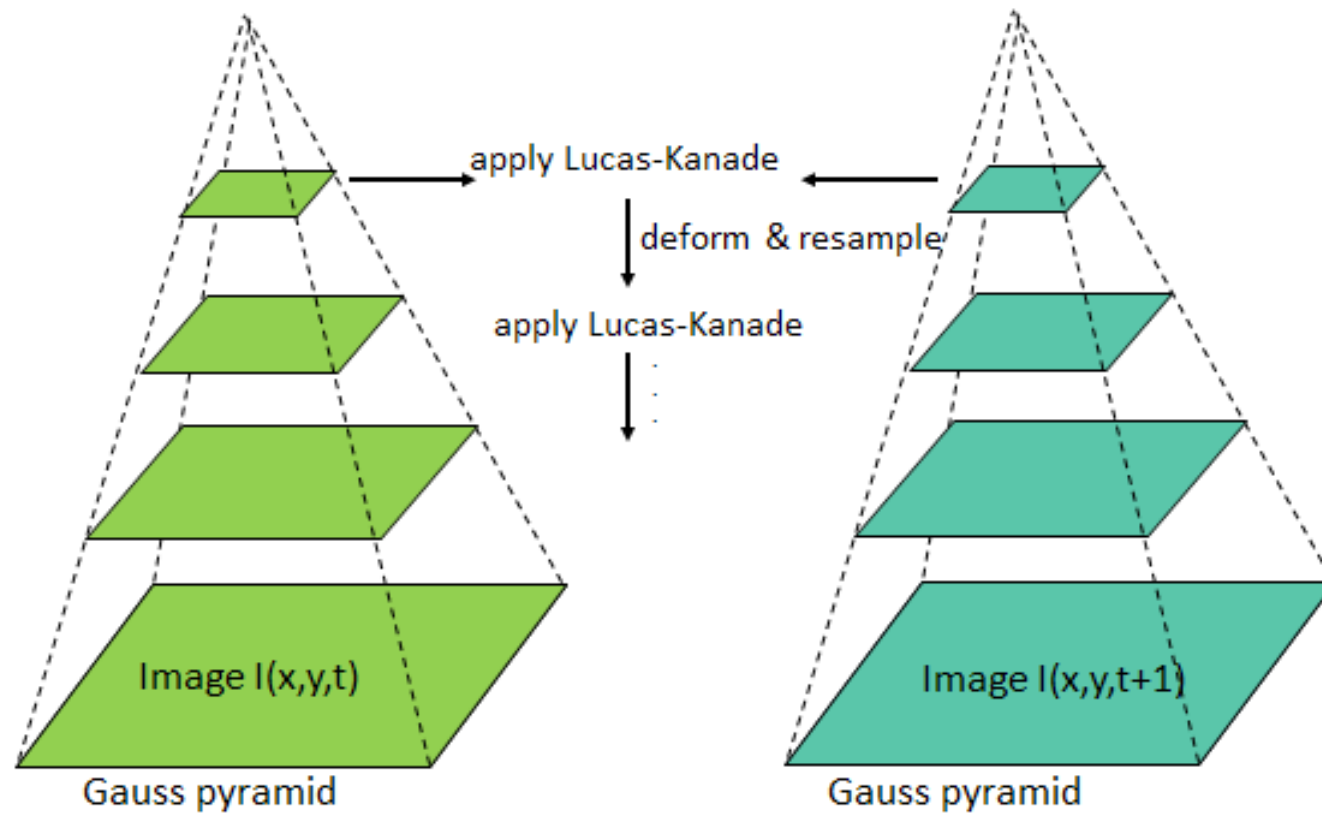 apply Lucas-Kanade
deform & resample
apply Lucas-Kanade
Image I(x,y,t)
Image I(x,y,t+1)
Gauss pyramid
Gauss pyramid